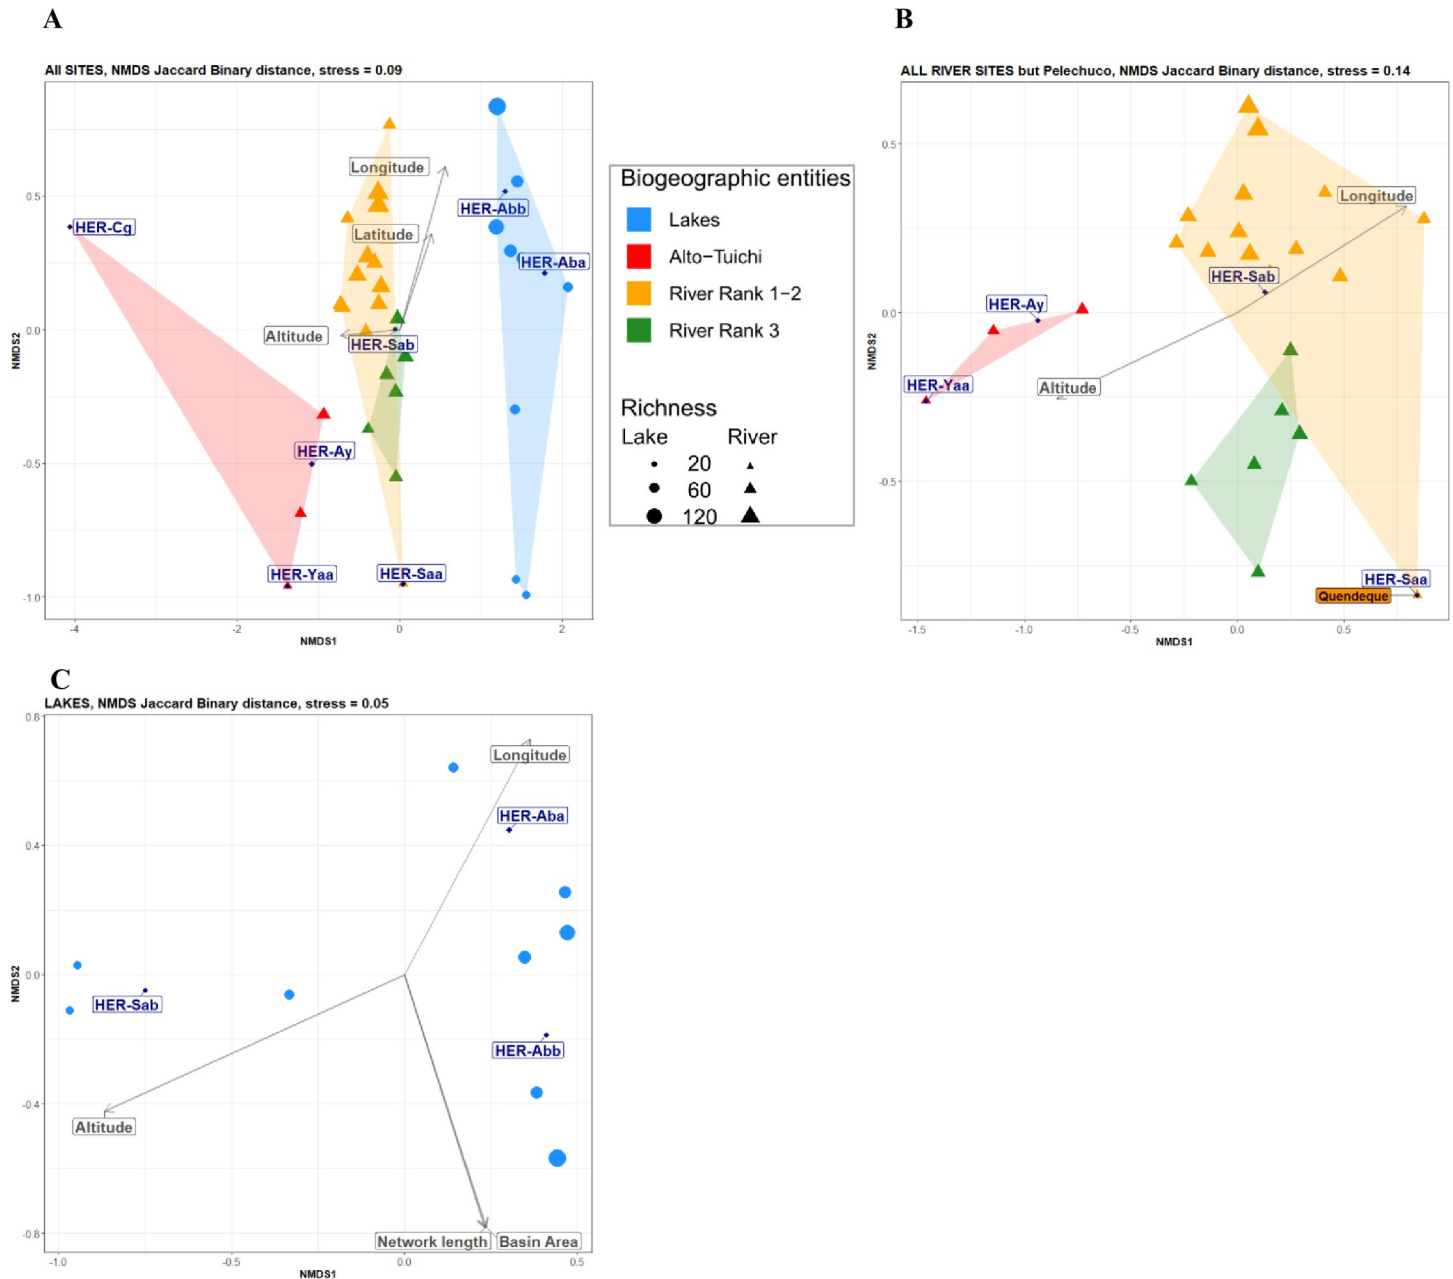 A
All SITES, NMDS Jaccard Binary distance, stress = 0.09
Longitude
HER-Abb
HER-Cg
Latitude
HER-Aba
Altitude
HER-Sab
HER-Ay
HER-Yaa
HER-Saa
0.5
0.0
-0.5
-1.0
NMDS2
-4
-2
0
2
NMDS1
Biogeographic entities
Lakes
Alto-Tuichi
River Rank 1-2
River Rank 3
Richness
Lake River
20
60
120
B
ALL RIVER SITES but Pelechuco, NMDS Jaccard Binary distance, stress = 0.14
Longitude
HER-Sab
HER-Ay
HER-Yaa
Altitude
HER-Saa
Quendeque
0.5
0.0
-0.5
NMDS2
-1.5
-1.0
-0.5
0.0
0.5
NMDS1
C
LAKES, NMDS Jaccard Binary distance, stress = 0.05
Longitude
HER-Aba
HER-Sab
HER-Abb
Altitude
Network length
Basin Area
0.8
0.4
0.0
-0.4
-0.8
NMDS2
-1.0
-0.5
0.0
0.5
NMDS1